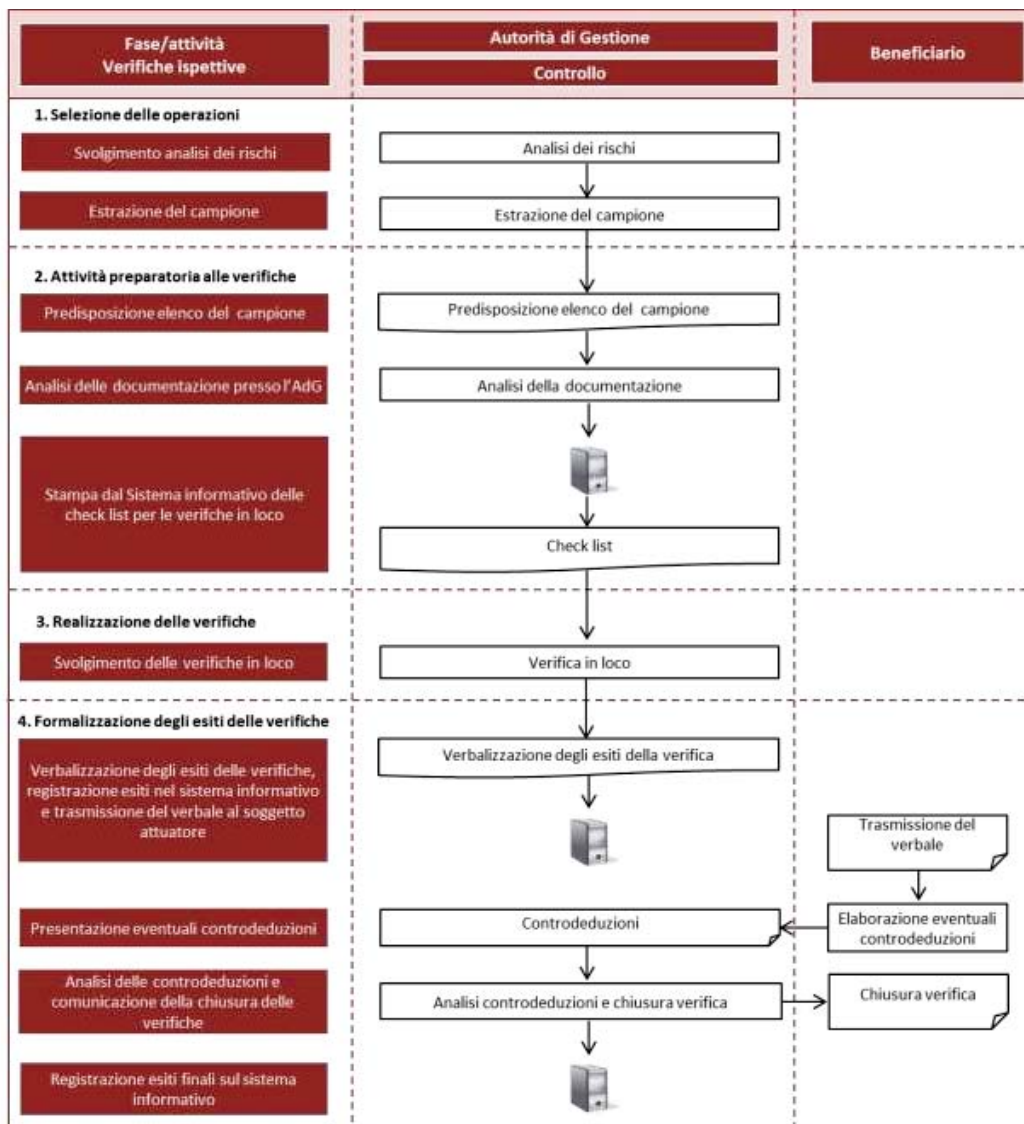 Fase/attività
Verifiche ispettive
Autorità di Gestione
Controllo
Beneficiario
1. Selezione delle operazioni
Svolgimento analisi dei rischi
Analisi dei rischi
Estrazione del campione
Estrazione del campione
2. Attività preparatoria alle verifiche
Predisposizione elenco del campione
Predisposizione elenco del campione
Analisi delle documentazione presso l'AdG
Analisi della documentazione
Stampa dal Sistema informativo delle
check list per le verifche in loco
Check list
3. Realizzazione delle verifiche
Svolgimento delle verifiche in loco
Verifica in loco
4. Formalizzazione degli esiti delle verifiche
Verbalizzazione degli esiti delle verifiche,
registrazione esiti nel sistema informativo
e trasmissione del verbale al soggetto
attuatore
Verbalizzazione degli esiti della verifica
Trasmissione del
verbale
Presentazione eventuali controdeduzioni
Controdeduzioni
Elaborazione eventuali
controdeduzioni
Analisi delle controdeduzioni e
comunicazione della chiusura delle
verifiche
Analisi controdeduzioni e chiusura verifica
Chiusura verifica
Registrazione esiti finali sul sistema
informativo